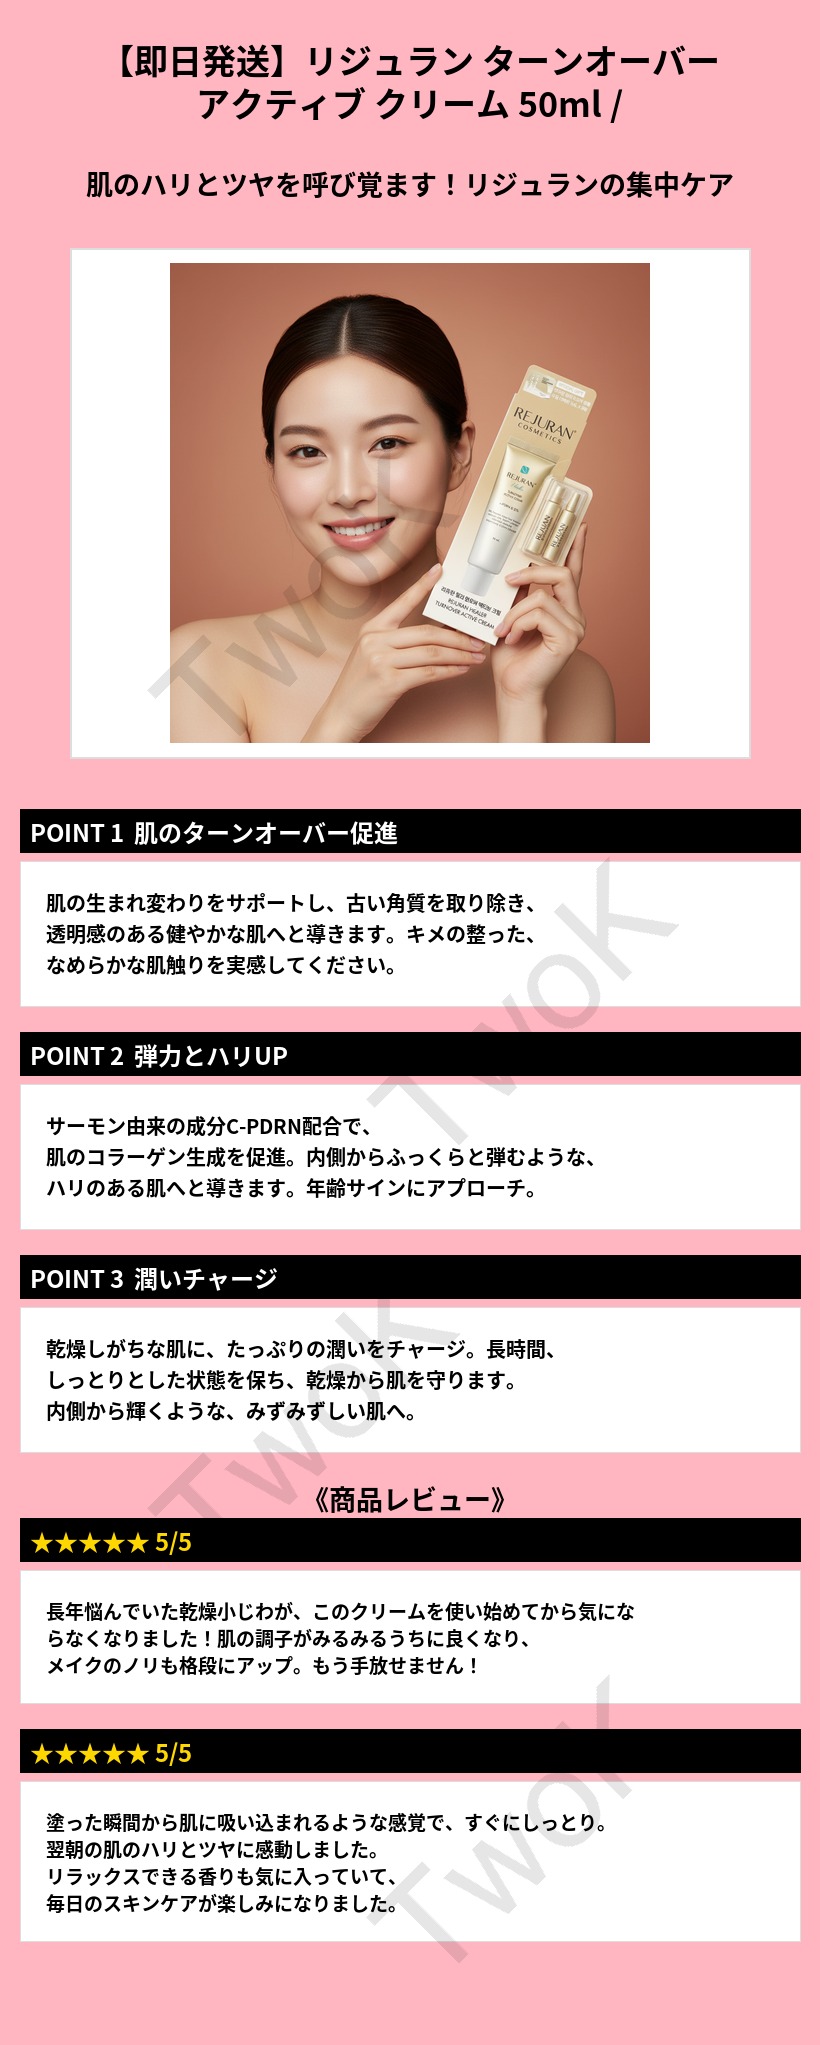 【即日発送】リジュラン ターンオーバー
アクティブ クリーム 50ml /
肌のハリとツヤを呼び覚ます！リジュランの集中ケア
REJURAN®
COSMETICS
REJURAN®
Healer
REJURAN
REJURAN
리쥬란 힐러 턴오버 액티브 크림
REJURAN HEALER
TURNOVER ACTIVE CREAM
TwoK
POINT 1 肌のターンオーバー促進
肌の生まれ変わりをサポートし、古い角質を取り除き、
透明感のある健やかな肌へと導きます。キメの整った、
なめらかな肌触りを実感してください。
TwoK
POINT 2 弾力とハリUP
サーモン由来の成分C-PDRN配合で、
肌のコラーゲン生成を促進。内側からふっくらと弾むような、
ハリのある肌へと導きます。年齢サインにアプローチ。
POINT 3 潤いチャージ
乾燥しがちな肌に、たっぷりの潤いをチャージ。長時間、
しっとりとした状態を保ち、乾燥から肌を守ります。
内側から輝くような、みずみずしい肌へ。
TwoK
《商品レビュー》
★★★★★ 5/5
長年悩んでいた乾燥小じわが、このクリームを使い始めてから気にな
らなくなりました！肌の調子がみるみるうちに良くなり、
メイクのノリも格段にアップ。もう手放せません！
★★★★★ 5/5
塗った瞬間から肌に吸い込まれるような感覚で、すぐにしっとり。
翌朝の肌のハリとツヤに感動しました。
リラックスできる香りも気に入っていて、
毎日のスキンケアが楽しみになりました。
TwoK